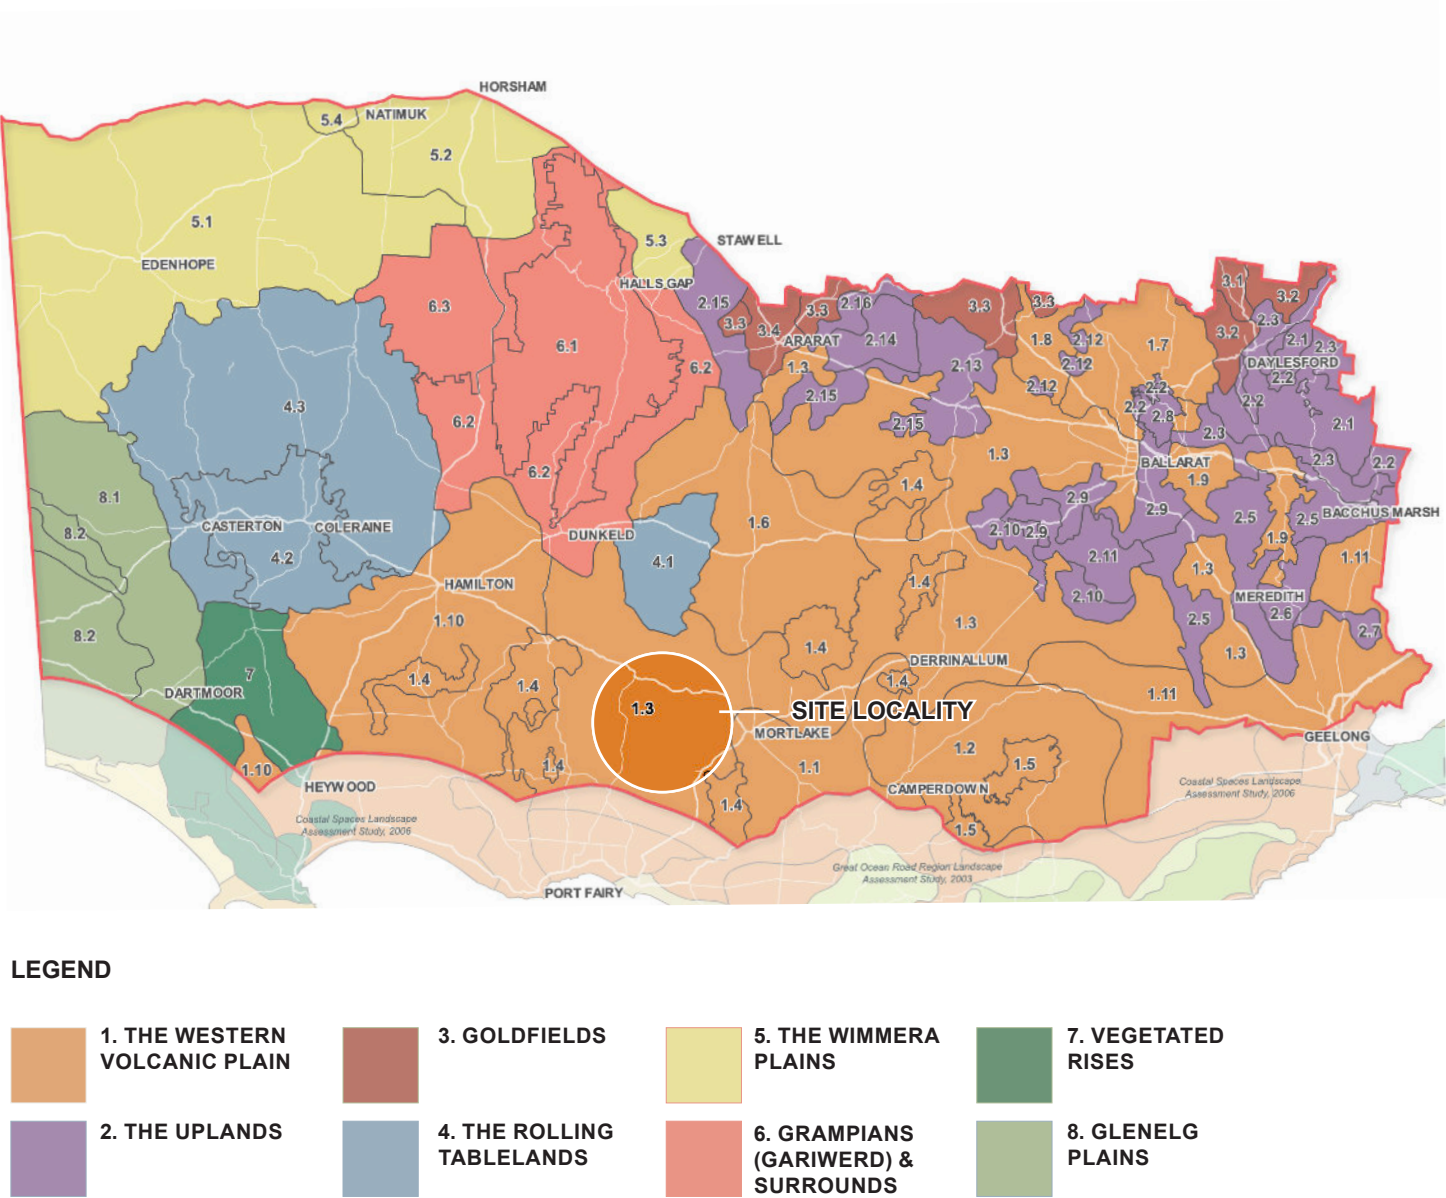 HORSHAM
5.4
NATIMUK
5.2
5.1
EDENHOPE
5.3
STAWELL
HALLS GAP
6.3
6.1
6.2
6.2
6.2
2.15
3.3
3.4
3.3
2.16
ARARAT
2.14
3.3
3.3
1.8
2.12
2.12
2.12
1.7
3.1
3.2
3.2
2.3
2.1
2.3
DAYLESFORD
2.2
2.2
2.1
1.3
2.15
2.13
2.15
2.2
2.2
2.8
2.3
2.3
2.2
BALLARAT
1.9
4.3
8.1
8.2
8.2
CASTERTON
COLERAINE
4.2
DUNKELD
4.1
1.6
1.4
1.3
2.9
2.10
2.9
2.9
2.5
2.5
BACCHUS MARSH
1.9
1.11
2.11
2.10
1.3
MEREDITH
2.6
2.5
2.7
1.3
HAMILTON
1.10
1.4
1.3
1.4
DERRINALLUM
1.4
7
DARTMOOR
1.4
1.4
1.3
SITE LOCALITY
MORTLAKE
1.11
1.2
1.5
GEELONG
1.10
HEYWOOD
1.4
1.4
1.1
CAMPERDOWN
1.5
Coastal Spaces Landscape
Assessment Study, 2006
Coastal Spaces Landscape
Assessment Study, 2006
Great Ocean Road Region Landscape
Assessment Study, 2003
PORT FAIRY
LEGEND
1. THE WESTERN
VOLCANIC PLAIN
3. GOLDFIELDS
5. THE WIMMERA
PLAINS
7. VEGETATED
RISES
2. THE UPLANDS
4. THE ROLLING
TABLELANDS
6. GRAMPIANS
(GARIWERD) &
SURROUNDS
8. GLENELG
PLAINS